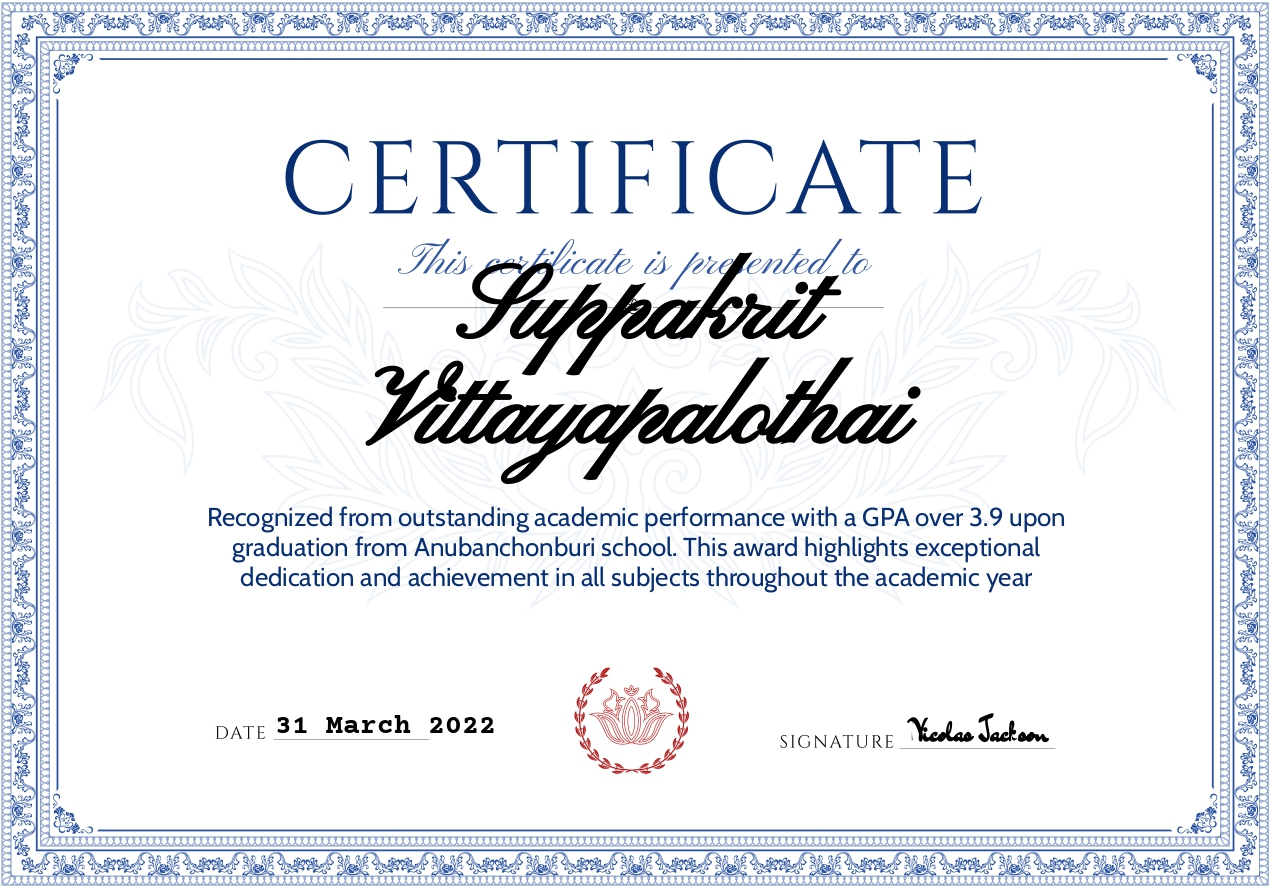 CERTIFICATE
This certificate is presented to
Suppakrit
Vittayapalothai
Recognized from outstanding academic performance with a GPA over 3.9 upon
graduation from Anubanchonburi school. This award highlights exceptional
dedication and achievement in all subjects throughout the academic year
DATE 31 March 2022
SIGNATURE Nicolas Jackson